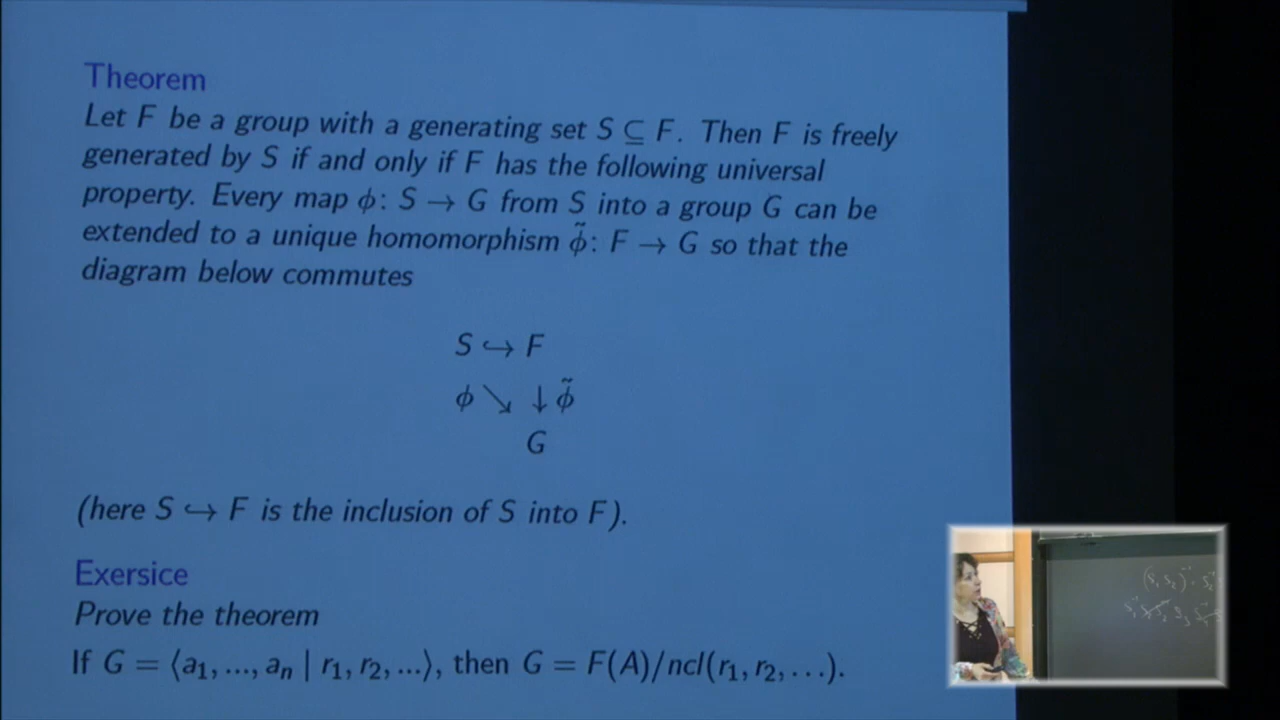 Theorem
Let F be a group with a generating set S ⊆ F. Then F is freely
generated by S if and only if F has the following universal
property. Every map ϕ: S → G from S into a group G can be
extended to a unique homomorphism ϕ̃: F → G so that the
diagram below commutes
S ↪ F
ϕ ↘ ↓ ϕ̃
G
(here S ↪ F is the inclusion of S into F).
Exersice
Prove the theorem
If G = ⟨a₁, ..., aₙ | r₁, r₂, ...⟩, then G = F(A)/ncl(r₁, r₂, . . .).